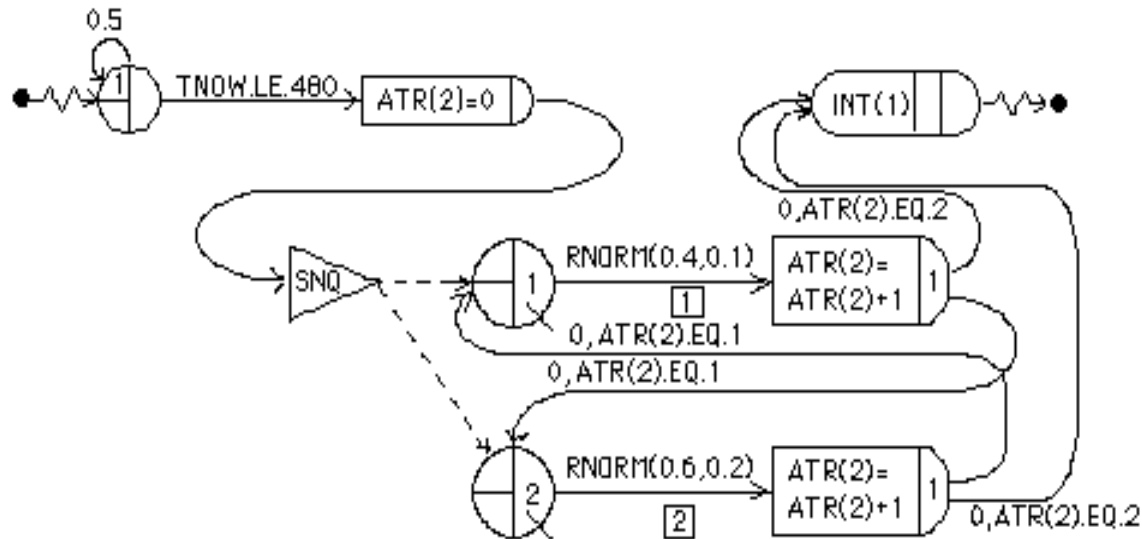 0.5
1
TNOW.LE.480
ATR(2)=0
INT(1)
0,ATR(2).EQ.2
SNQ
1
RNORM(0.4,0.1)
1
ATR(2)=
ATR(2)+1
1
0,ATR(2).EQ.1
0,ATR(2).EQ.1
2
RNORM(0.6,0.2)
2
ATR(2)=
ATR(2)+1
1
0,ATR(2).EQ.2